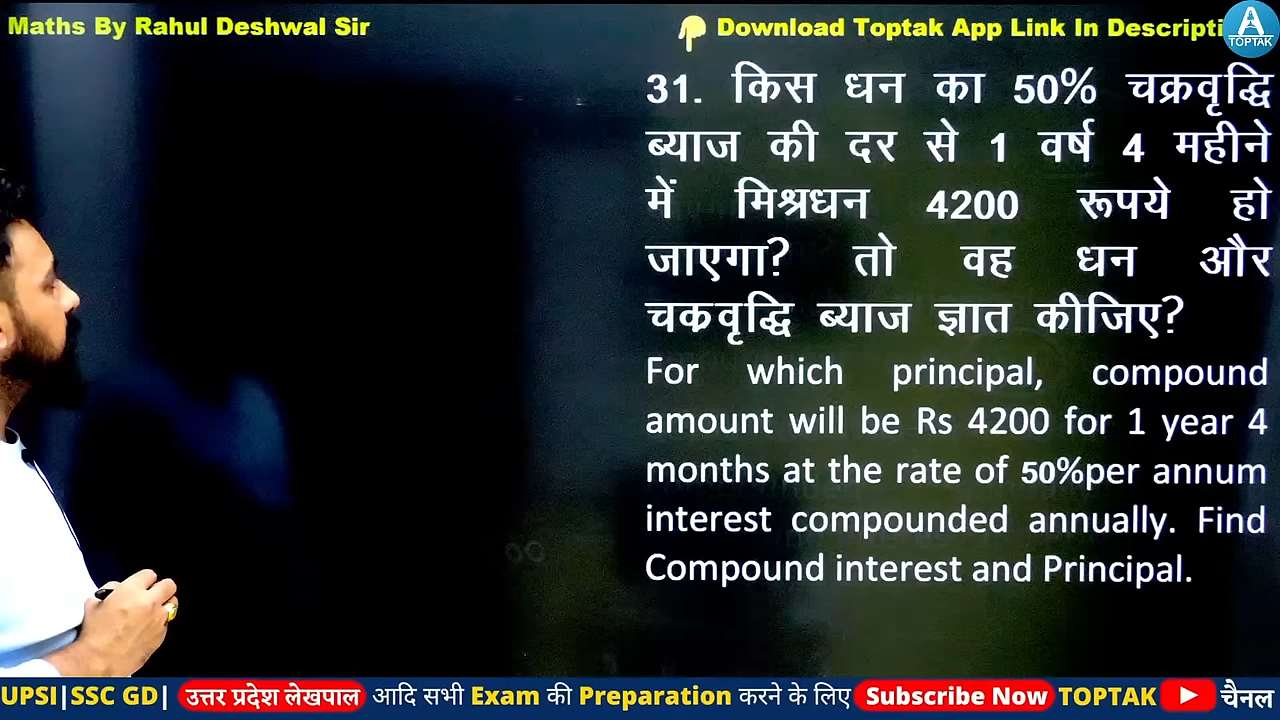 Maths By Rahul Deshwal Sir
Download Toptak App Link In Descripti
TOPTAK
31. किस धन का 50% चक्रवृद्धि
ब्याज की दर से 1 वर्ष 4 महीने
में मिश्रधन 4200 रूपये हो
जाएगा? तो वह धन और
चकवृद्धि ब्याज ज्ञात कीजिए?
For which principal, compound
amount will be Rs 4200 for 1 year 4
months at the rate of 50%per annum
interest compounded annually. Find
Compound interest and Principal.
UPSI|SSC GD| उत्तर प्रदेश लेखपाल आदि सभी Exam की Preparation करने के लिए Subscribe Now TOPTAK चैनल